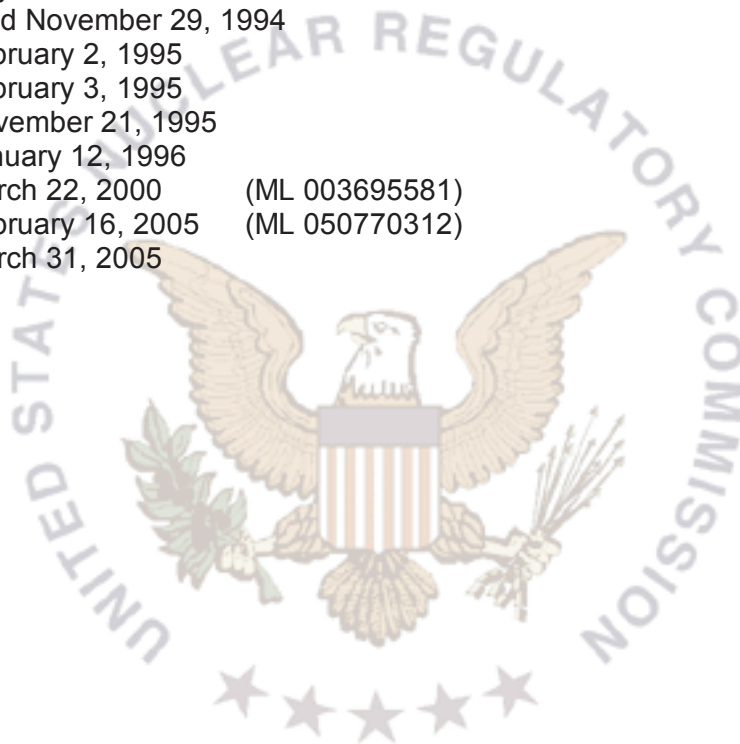 d November 29, 1994
bruary 2, 1995
bruary 3, 1995
vember 21, 1995
nuary 12, 1996
rch 22, 2000 (ML 003695581)
bruary 16, 2005 (ML 050770312)
rch 31, 2005
UNITED STATES NUCLEAR REGULATORY COMMISSION